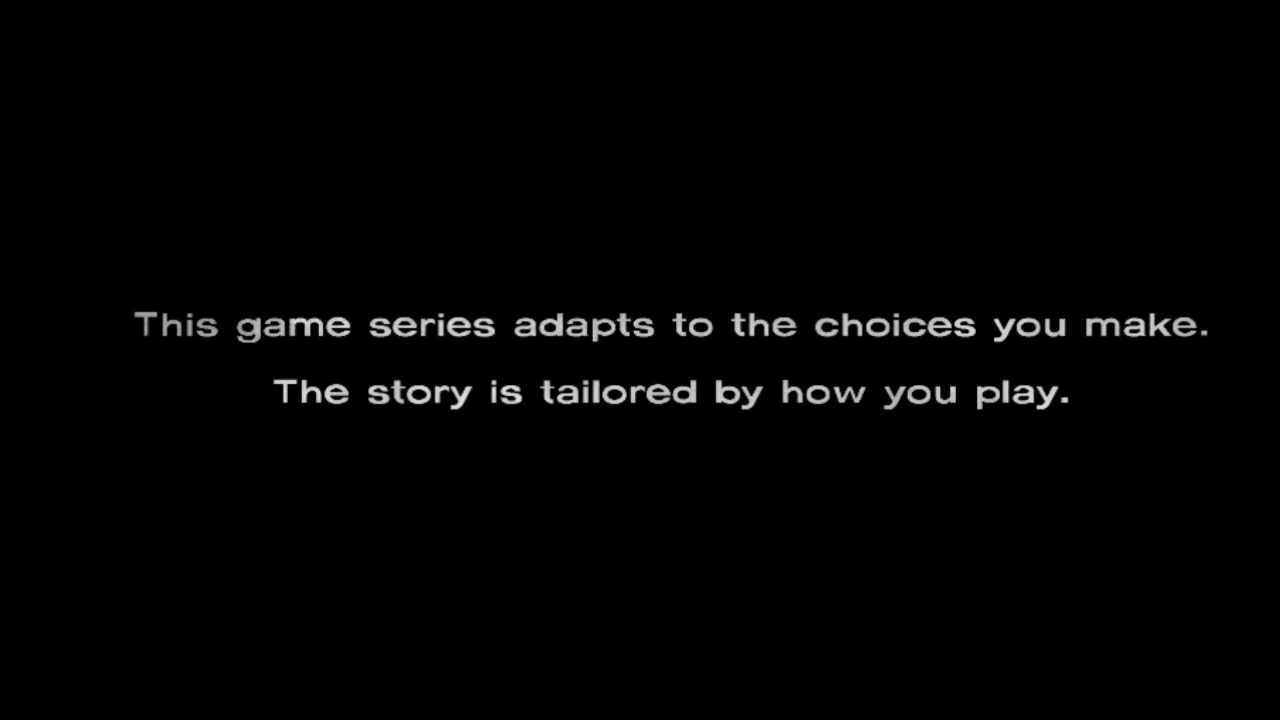 This game series adapts to the choices you make.
The story is tailored by how you play.